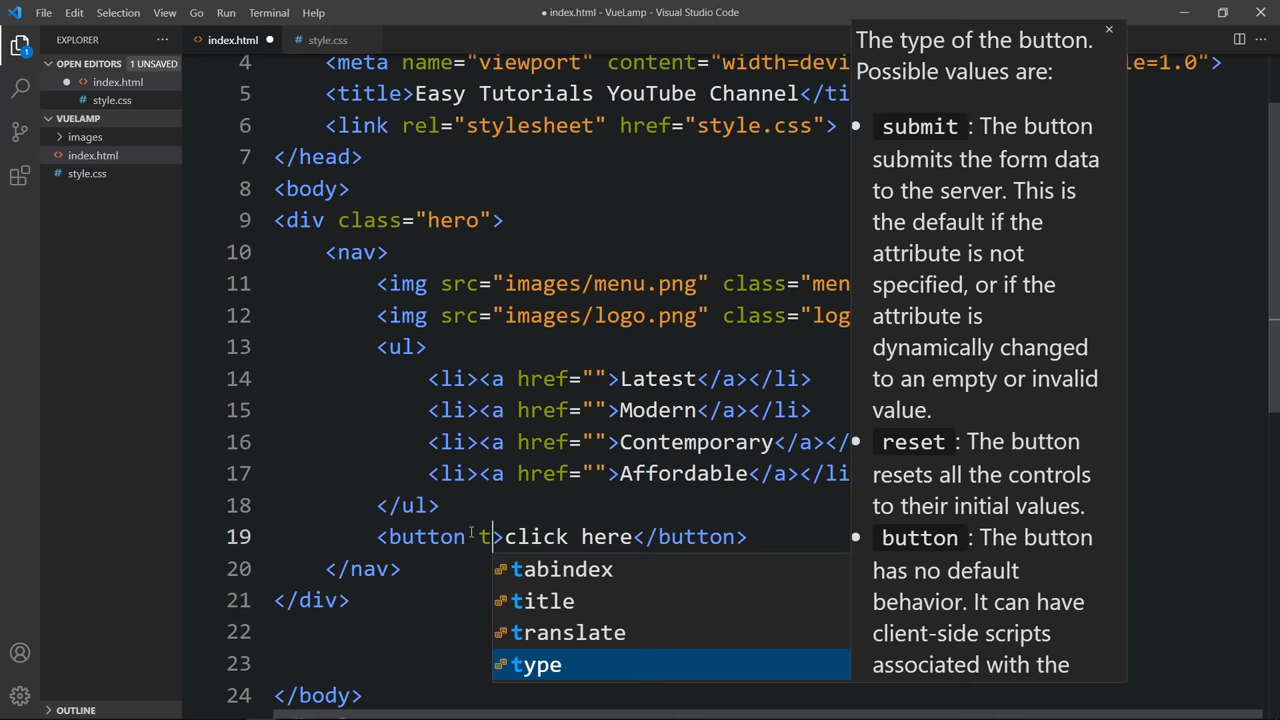 File Edit Selection View Go Run Terminal Help
● index.html - VueLamp - Visual Studio Code
EXPLORER
OPEN EDITORS 1 UNSAVED
index.html
style.css
VUELAMP
images
index.html
style.css
OUTLINE
1
index.html
style.css
4 <meta name="viewport" content="width=devi
le=1.0">
5 <title>Easy Tutorials YouTube Channel</ti
6 <link rel="stylesheet" href="style.css">
7 </head>
8 <body>
9 <div class="hero">
10 <nav>
11 <img src="images/menu.png" class="men
12 <img src="images/logo.png" class="log
13 <ul>
14 <li><a href="">Latest</a></li>
15 <li><a href="">Modern</a></li>
16 <li><a href="">Contemporary</a></
17 <li><a href="">Affordable</a></li
18 </ul>
19 <button t>click here</button>
20 </nav>
21 </div>
22
23
24 </body>
tabindex
title
translate
type
The type of the button.
Possible values are:
• submit: The button
submits the form data
to the server. This is
the default if the
attribute is not
specified, or if the
attribute is
dynamically changed
to an empty or invalid
value.
• reset: The button
resets all the controls
to their initial values.
• button: The button
has no default
behavior. It can have
client-side scripts
associated with the